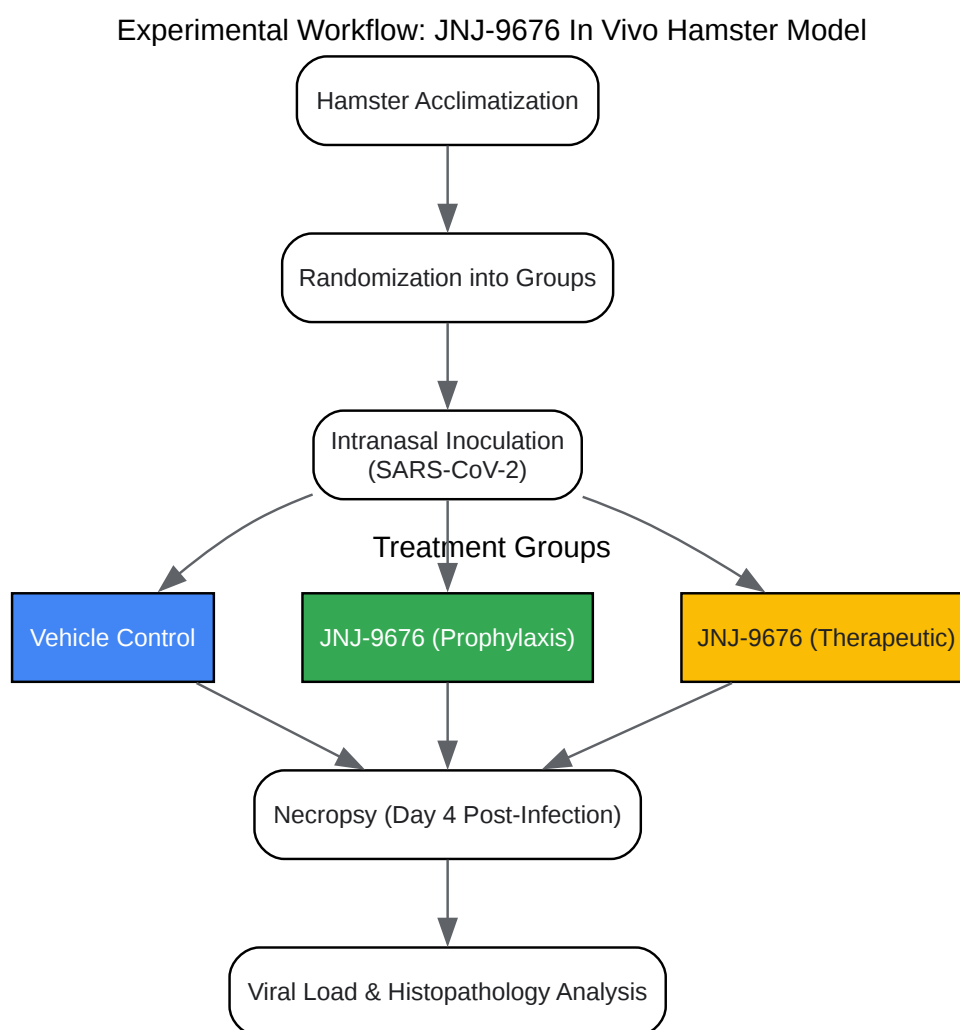 Experimental Workflow: JNJ-9676 In Vivo Hamster Model
Hamster Acclimatization
Randomization into Groups
Intranasal Inoculation
(SARS-CoV-2)
Treatment Groups
Vehicle Control
JNJ-9676 (Prophylaxis)
JNJ-9676 (Therapeutic)
Necropsy (Day 4 Post-Infection)
Viral Load & Histopathology Analysis